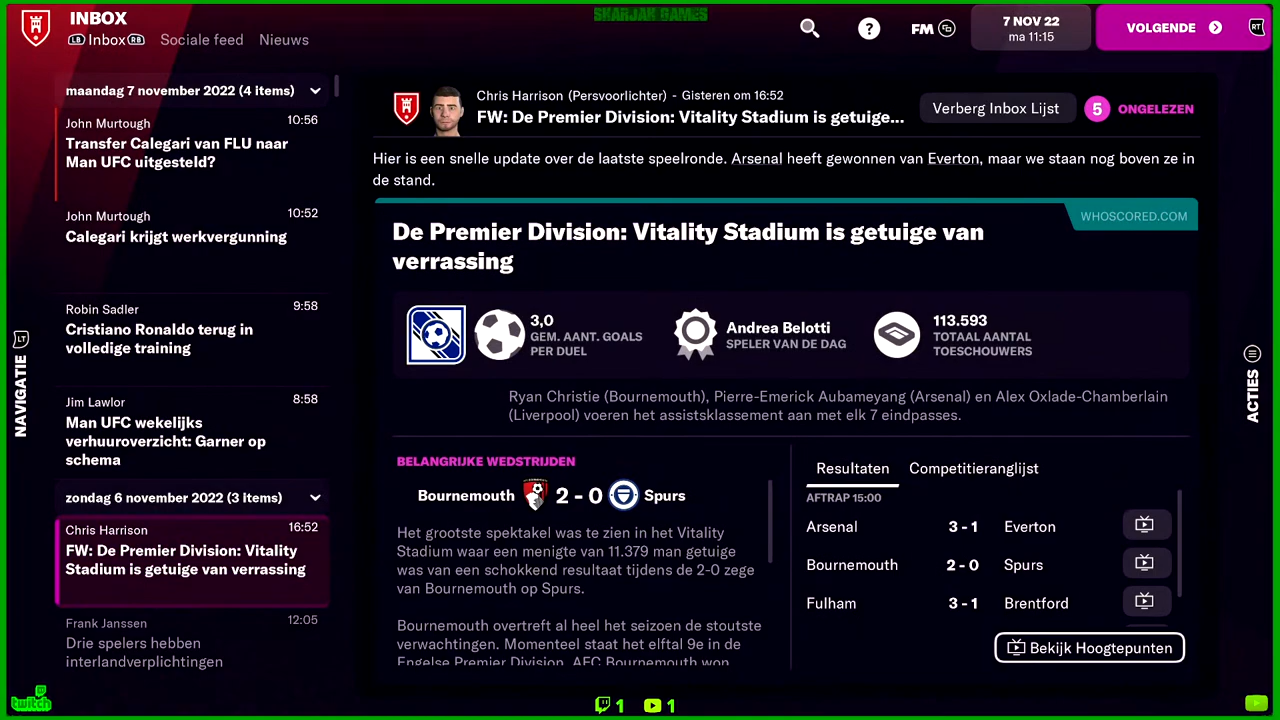 SHARJAH GAMES
INBOX
LB Inbox RB Sociale feed Nieuws
FM
7 NOV 22
ma 11:15
VOLGENDE
RT
maandag 7 november 2022 (4 items)
John Murtough 10:56
Transfer Calegari van FLU naar
Man UFC uitgesteld?
John Murtough 10:52
Calegari krijgt werkvergunning
Robin Sadler 9:58
Cristiano Ronaldo terug in
volledige training
Jim Lawlor 8:58
Man UFC wekelijks
verhuuroverzicht: Garner op
schema
zondag 6 november 2022 (3 items)
Chris Harrison 16:52
FW: De Premier Division: Vitality
Stadium is getuige van verrassing
Frank Janssen 12:05
Drie spelers hebben
interlandverplichtingen
LT
NAVIGATIE
Chris Harrison (Persvoorlichter) - Gisteren om 16:52
FW: De Premier Division: Vitality Stadium is getuige...
Verberg Inbox Lijst
5 ONGELEZEN
Hier is een snelle update over de laatste speelronde. Arsenal heeft gewonnen van Everton, maar we staan nog boven ze in
de stand.
WHOSCORED.COM
De Premier Division: Vitality Stadium is getuige van
verrassing
3,0
GEM. AANT. GOALS
PER DUEL
Andrea Belotti
SPELER VAN DE DAG
113.593
TOTAAL AANTAL
TOESCHOUWERS
Ryan Christie (Bournemouth), Pierre-Emerick Aubameyang (Arsenal) en Alex Oxlade-Chamberlain
(Liverpool) voeren het assistsklassement aan met elk 7 eindpasses.
BELANGRIJKE WEDSTRIJDEN
Bournemouth 2 - 0 Spurs
Het grootste spektakel was te zien in het Vitality
Stadium waar een menigte van 11.379 man getuige
was van een schokkend resultaat tijdens de 2-0 zege
van Bournemouth op Spurs.
Bournemouth overtreft al heel het seizoen de stoutste
verwachtingen. Momenteel staat het elftal 9e in de
Engelse Premier Division. AFC Bournemouth won
Resultaten Competitieranglijst
AFTRAP 15:00
Arsenal 3 - 1 Everton
Bournemouth 2 - 0 Spurs
Fulham 3 - 1 Brentford
Bekijk Hoogtepunten
ACTIES
twitch
1 1